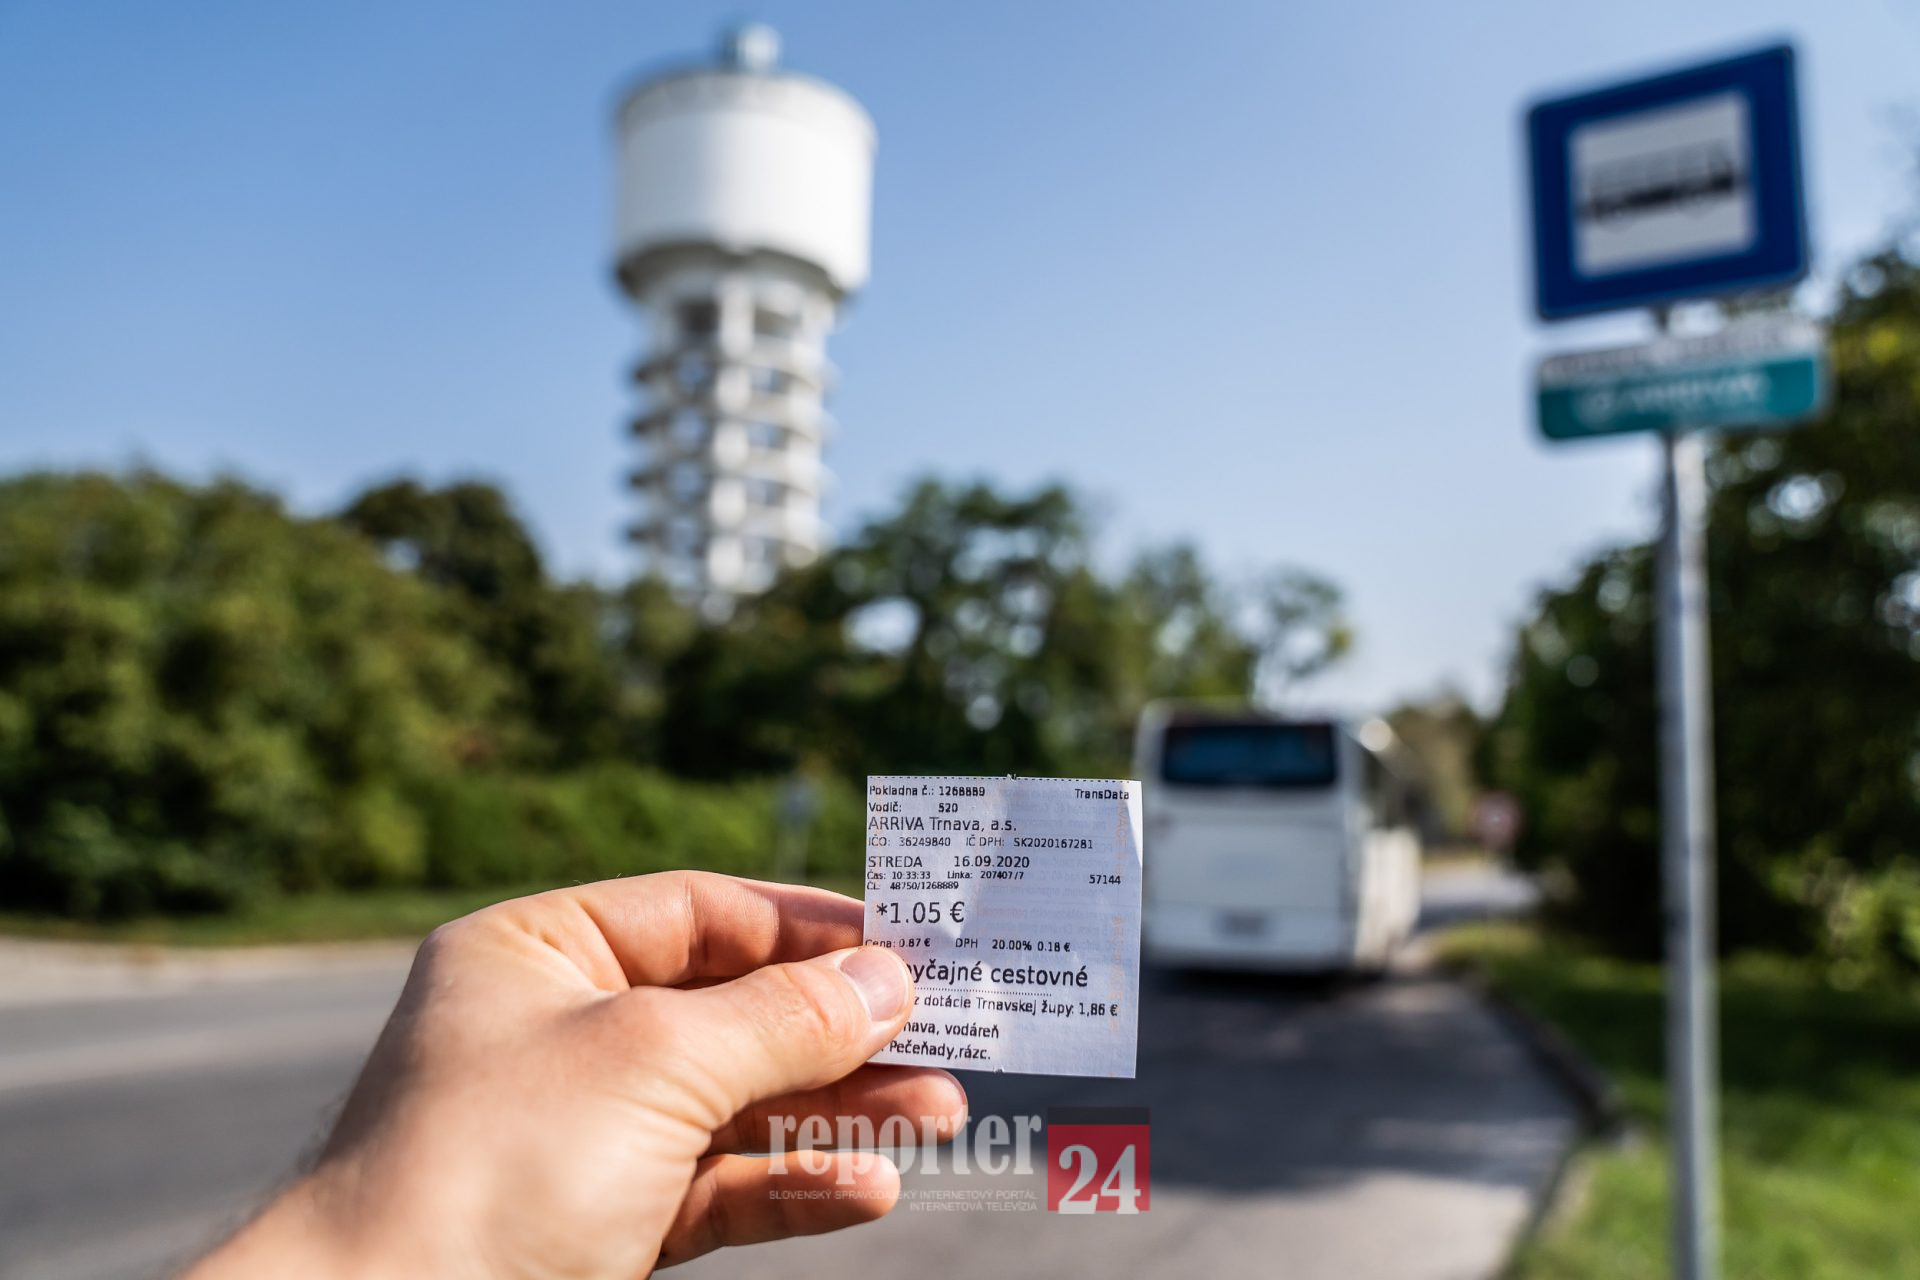 Pokladna č.: 1268889 TransData
Vodič: 520
ARRIVA Trnava, a.s.
IČO: 36249840 IČ DPH: SK2020167281
STREDA 16.09.2020
Čas: 10:33:33 Linka: 207407/7 57144
ČL: 48750/1268889
*1.05 €
Cena: 0.87 € DPH 20.00% 0.18 €
yčajné cestovné
z dotácie Trnavskej župy: 1,86 €
nava, vodáreň
Pečeňady,rázc.
reporter 24
SLOVENSKÝ SPRAVODAJSKÝ INTERNETOVÝ PORTÁL
INTERNETOVÁ TELEVÍZIA